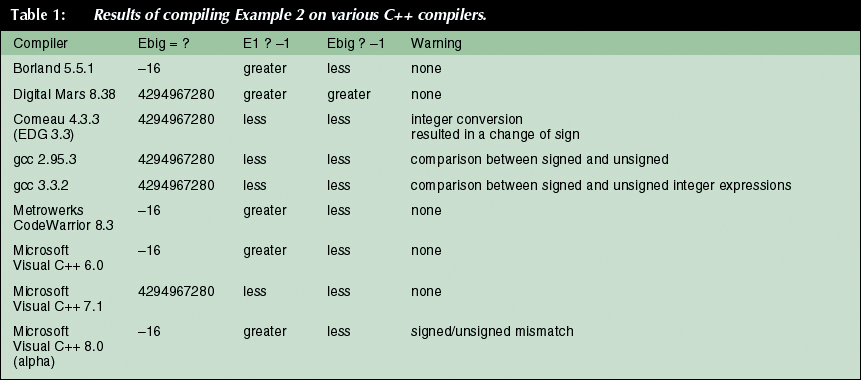 Table 1: Results of compiling Example 2 on various C++ compilers.
Compiler Ebig = ? E1 ? –1 Ebig ? –1 Warning
Borland 5.5.1 –16 greater less none
Digital Mars 8.38 4294967280 greater greater none
Comeau 4.3.3 4294967280 less less integer conversion
(EDG 3.3) resulted in a change of sign
gcc 2.95.3 4294967280 less less comparison between signed and unsigned
gcc 3.3.2 4294967280 less less comparison between signed and unsigned integer expressions
Metrowerks –16 greater less none
CodeWarrior 8.3
Microsoft –16 greater less none
Visual C++ 6.0
Microsoft 4294967280 less less none
Visual C++ 7.1
Microsoft –16 greater less signed/unsigned mismatch
Visual C++ 8.0
(alpha)